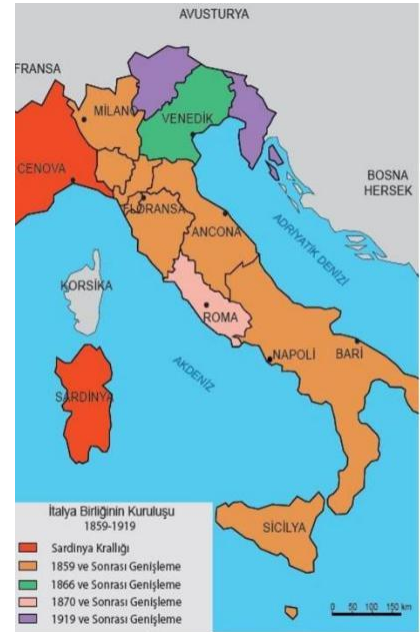 AVUSTURYA
FRANSA
MİLANO
VENEDİK
CENOVA
BOSNA
HERSEK
FLORANSA
ANCONA
ADRİYATİK DENİZİ
KORSİKA
ROMA
AKDENİZ
NAPOLİ
BARİ
SARDİNYA
SİCİLYA
İtalya Birliğinin Kuruluşu
1859-1919
Sardinya Krallığı
1859 ve Sonrası Genişleme
1866 ve Sonrası Genişleme
1870 ve Sonrası Genişleme
1919 ve Sonrası Genişleme
0 50 100 150 km